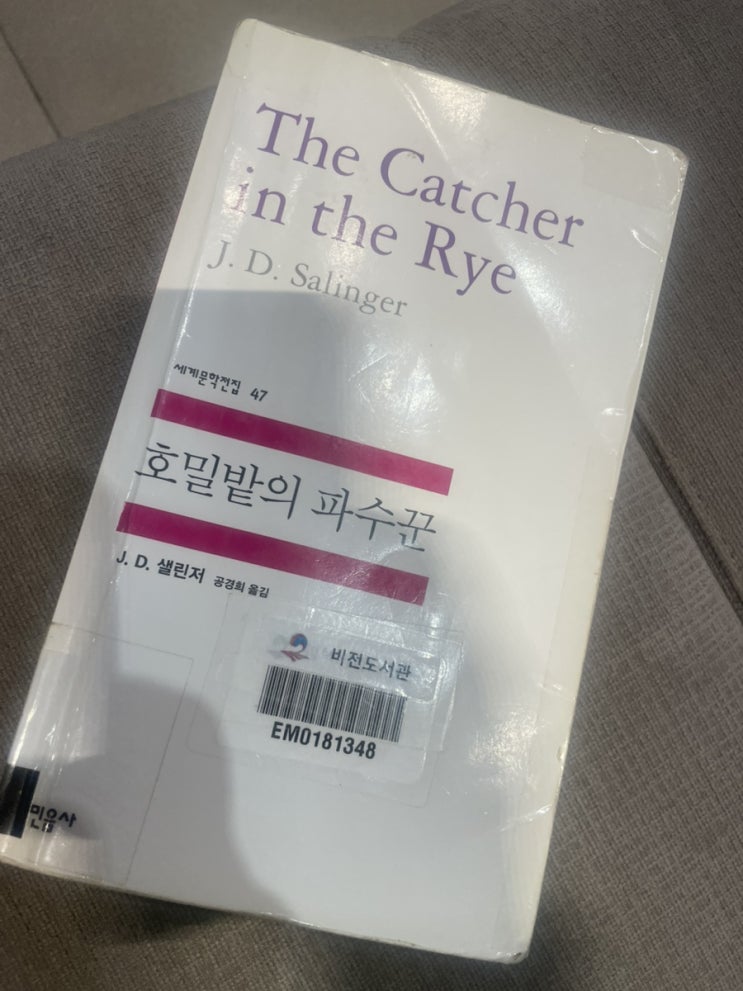 The Catcher
in the Rye
J. D. Salinger
세계문학전집 47
호밀밭의 파수꾼
J. D. 샐린저 공경희 옮김
비전도서관
EM0181348
민음사